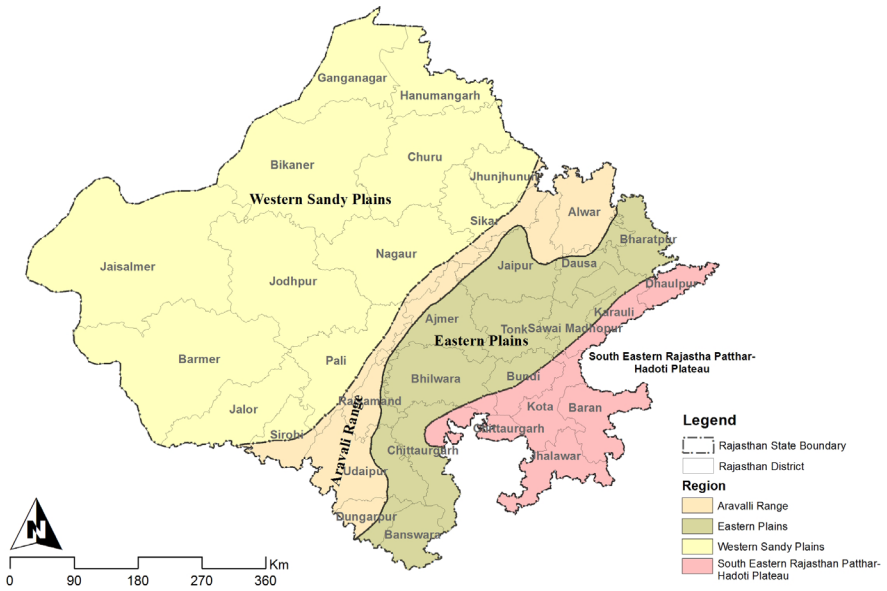 Ganganagar
Hanumangarh
Churu
Bikaner
Jhunjhunun
Western Sandy Plains
Alwar
Sikar
Bharatpur
Nagaur
Jaipur
Dausa
Jaisalmer
Jodhpur
Dhaulpur
Karauli
Ajmer
Tonk
Sawai Madhopur
Eastern Plains
Barmer
Pali
South Eastern Rajastha Patthar-
Hadoti Plateau
Bhilwara
Bundi
Rajsamand
Jalor
Kota
Baran
Sirohi
Aravali Range
Chittaurgarh
Chittaurgarh
Jhalawar
Udaipur
Dungarpur
Banswara
N
0
90
180
270
360
Km
Legend
Rajasthan State Boundary
Rajasthan District
Region
Aravalli Range
Eastern Plains
Western Sandy Plains
South Eastern Rajasthan Patthar-
Hadoti Plateau